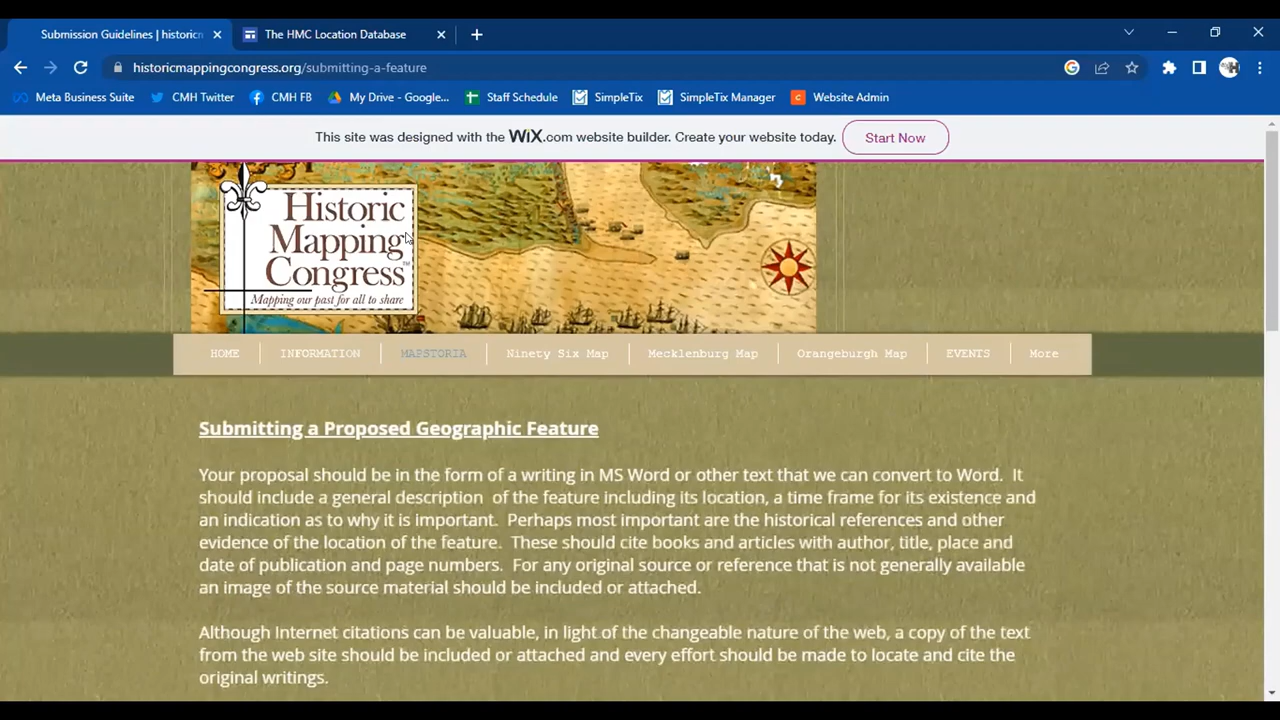 Submission Guidelines | historicm
The HMC Location Database
historicmappingcongress.org/submitting-a-feature
Meta Business Suite CMH Twitter CMH FB My Drive - Google... Staff Schedule SimpleTix SimpleTix Manager Website Admin
This site was designed with the WiX.com website builder. Create your website today. Start Now
Historic
Mapping
Congress™
Mapping our past for all to share
HOME INFORMATION MAPSTORIA Ninety Six Map Mecklenburg Map Orangeburgh Map EVENTS More
Submitting a Proposed Geographic Feature
Your proposal should be in the form of a writing in MS Word or other text that we can convert to Word. It
should include a general description of the feature including its location, a time frame for its existence and
an indication as to why it is important. Perhaps most important are the historical references and other
evidence of the location of the feature. These should cite books and articles with author, title, place and
date of publication and page numbers. For any original source or reference that is not generally available
an image of the source material should be included or attached.
Although Internet citations can be valuable, in light of the changeable nature of the web, a copy of the text
from the web site should be included or attached and every effort should be made to locate and cite the
original writings.